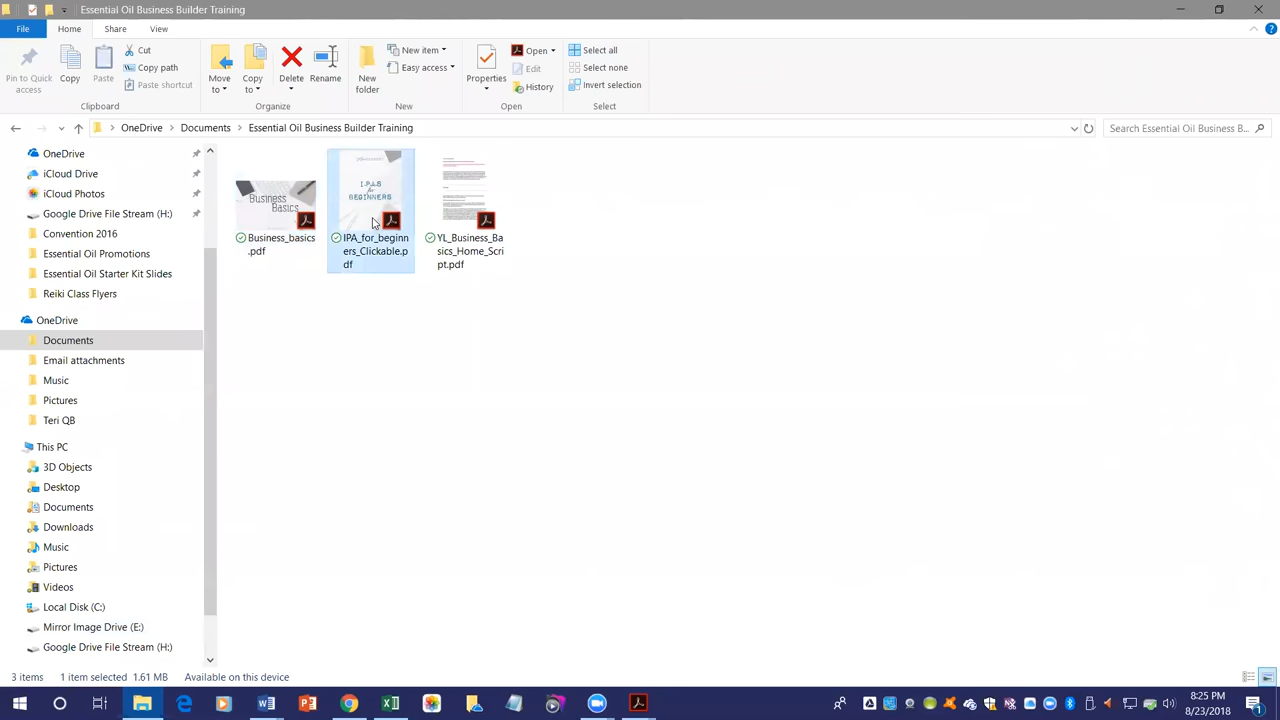 Essential Oil Business Builder Training
File
Home
Share
View
Pin to Quick
access
Copy
Paste
Cut
Copy path
Paste shortcut
Clipboard
Move
to
Copy
to
Delete
Rename
Organize
New
folder
New item
Easy access
New
Properties
Open
Edit
History
Open
Select all
Select none
Invert selection
Select
OneDrive
Documents
Essential Oil Business Builder Training
Search Essential Oil Business B...
OneDrive
iCloud Drive
iCloud Photos
Google Drive File Stream (H:)
Convention 2016
Essential Oil Promotions
Essential Oil Starter Kit Slides
Reiki Class Flyers
OneDrive
Documents
Email attachments
Music
Pictures
Teri QB
This PC
3D Objects
Desktop
Documents
Downloads
Music
Pictures
Videos
Local Disk (C:)
Mirror Image Drive (E:)
Google Drive File Stream (H:)
Business
Basics
Business_basics
.pdf
I.P.A.S
for
BEGINNERS
IPA_for_beginn
ers_Clickable.p
df
YL_Business_Ba
sics_Home_Scri
pt.pdf
3 items
1 item selected 1.61 MB
Available on this device
8:25 PM
8/23/2018